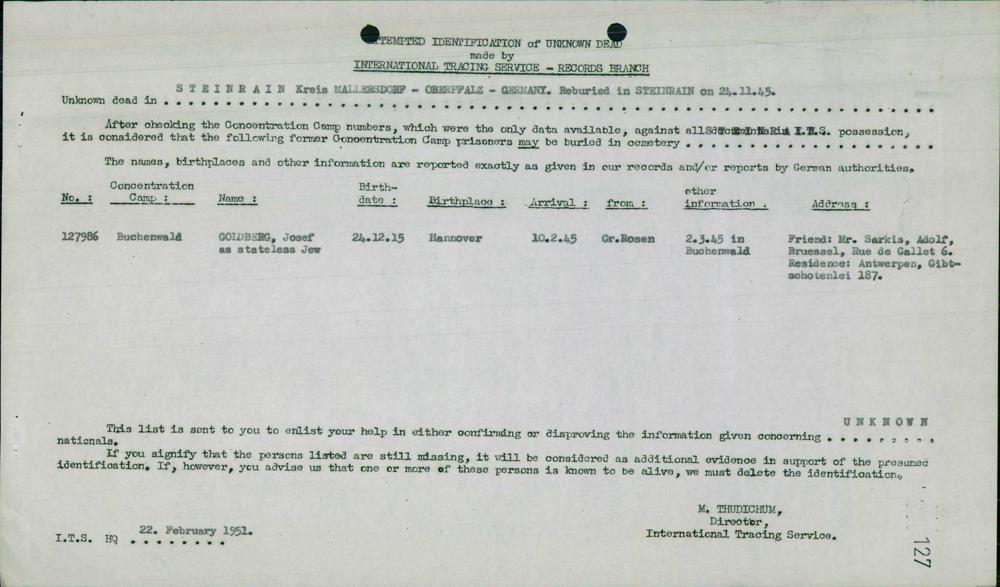 ATTEMPTED IDENTIFICATION of UNKNOWN DEAD
made by
INTERNATIONAL TRACING SERVICE - RECORDS BRANCH
STEINRAIN Kreis MALLERSDORF - OBERPFALZ - GERMANY. Reburied in STEINRAIN on 24.11.45.
Unknown dead in
After checking the Concentration Camp numbers, which were the only data available, against all documents in I.T.S. possession,
it is considered that the following former Concentration Camp prisoners may be buried in cemetery
The names, birthplaces and other information are reported exactly as given in our records and/or reports by German authorities.
No. : Concentration Camp : Name : Birth-date : Birthplace : Arrival : from : other information : Address :
127986 Buchenwald GOLDBERG, Josef 24.12.15 Hannover 10.2.45 Gr.Rosen 2.3.45 in Friend: Mr. Sarkis, Adolf,
as stateless Jew Buchenwald Bruessel, Rue de Gallet 6.
Residence: Antwerpen, Gibt-
schotenlei 187.
UNKNOWN
This list is sent to you to enlist your help in either confirming or disproving the information given concerning
nationals.
If you signify that the persons listed are still missing, it will be considered as additional evidence in support of the presumed
identification. If, however, you advise us that one or more of these persons is known to be alive, we must delete the identification.
M. THUDICHUM,
Director,
International Tracing Service.
22. February 1951.
I.T.S. HQ
127